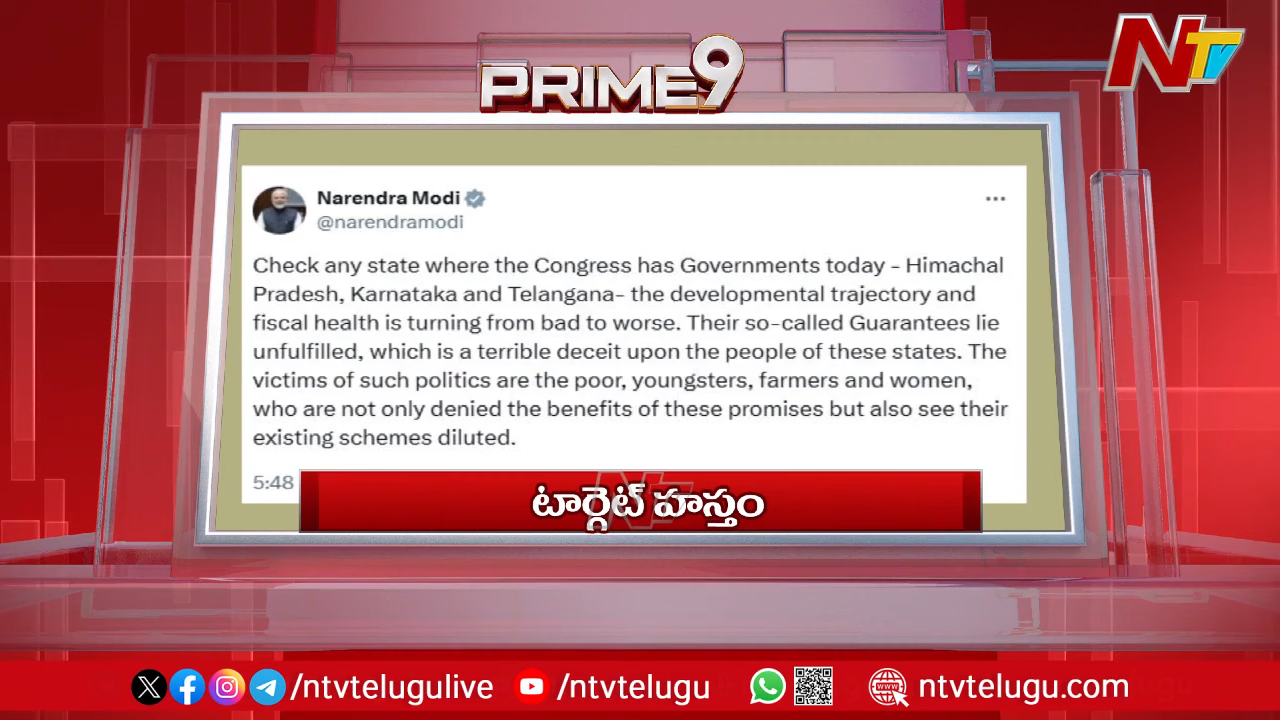 PRIME9
NTV
Narendra Modi
@narendramodi
Check any state where the Congress has Governments today - Himachal
Pradesh, Karnataka and Telangana- the developmental trajectory and
fiscal health is turning from bad to worse. Their so-called Guarantees lie
unfulfilled, which is a terrible deceit upon the people of these states. The
victims of such politics are the poor, youngsters, farmers and women,
who are not only denied the benefits of these promises but also see their
existing schemes diluted.
5:48
టార్గెట్ హస్తం
/ntvtelugulive /ntvtelugu ntvtelugu.com